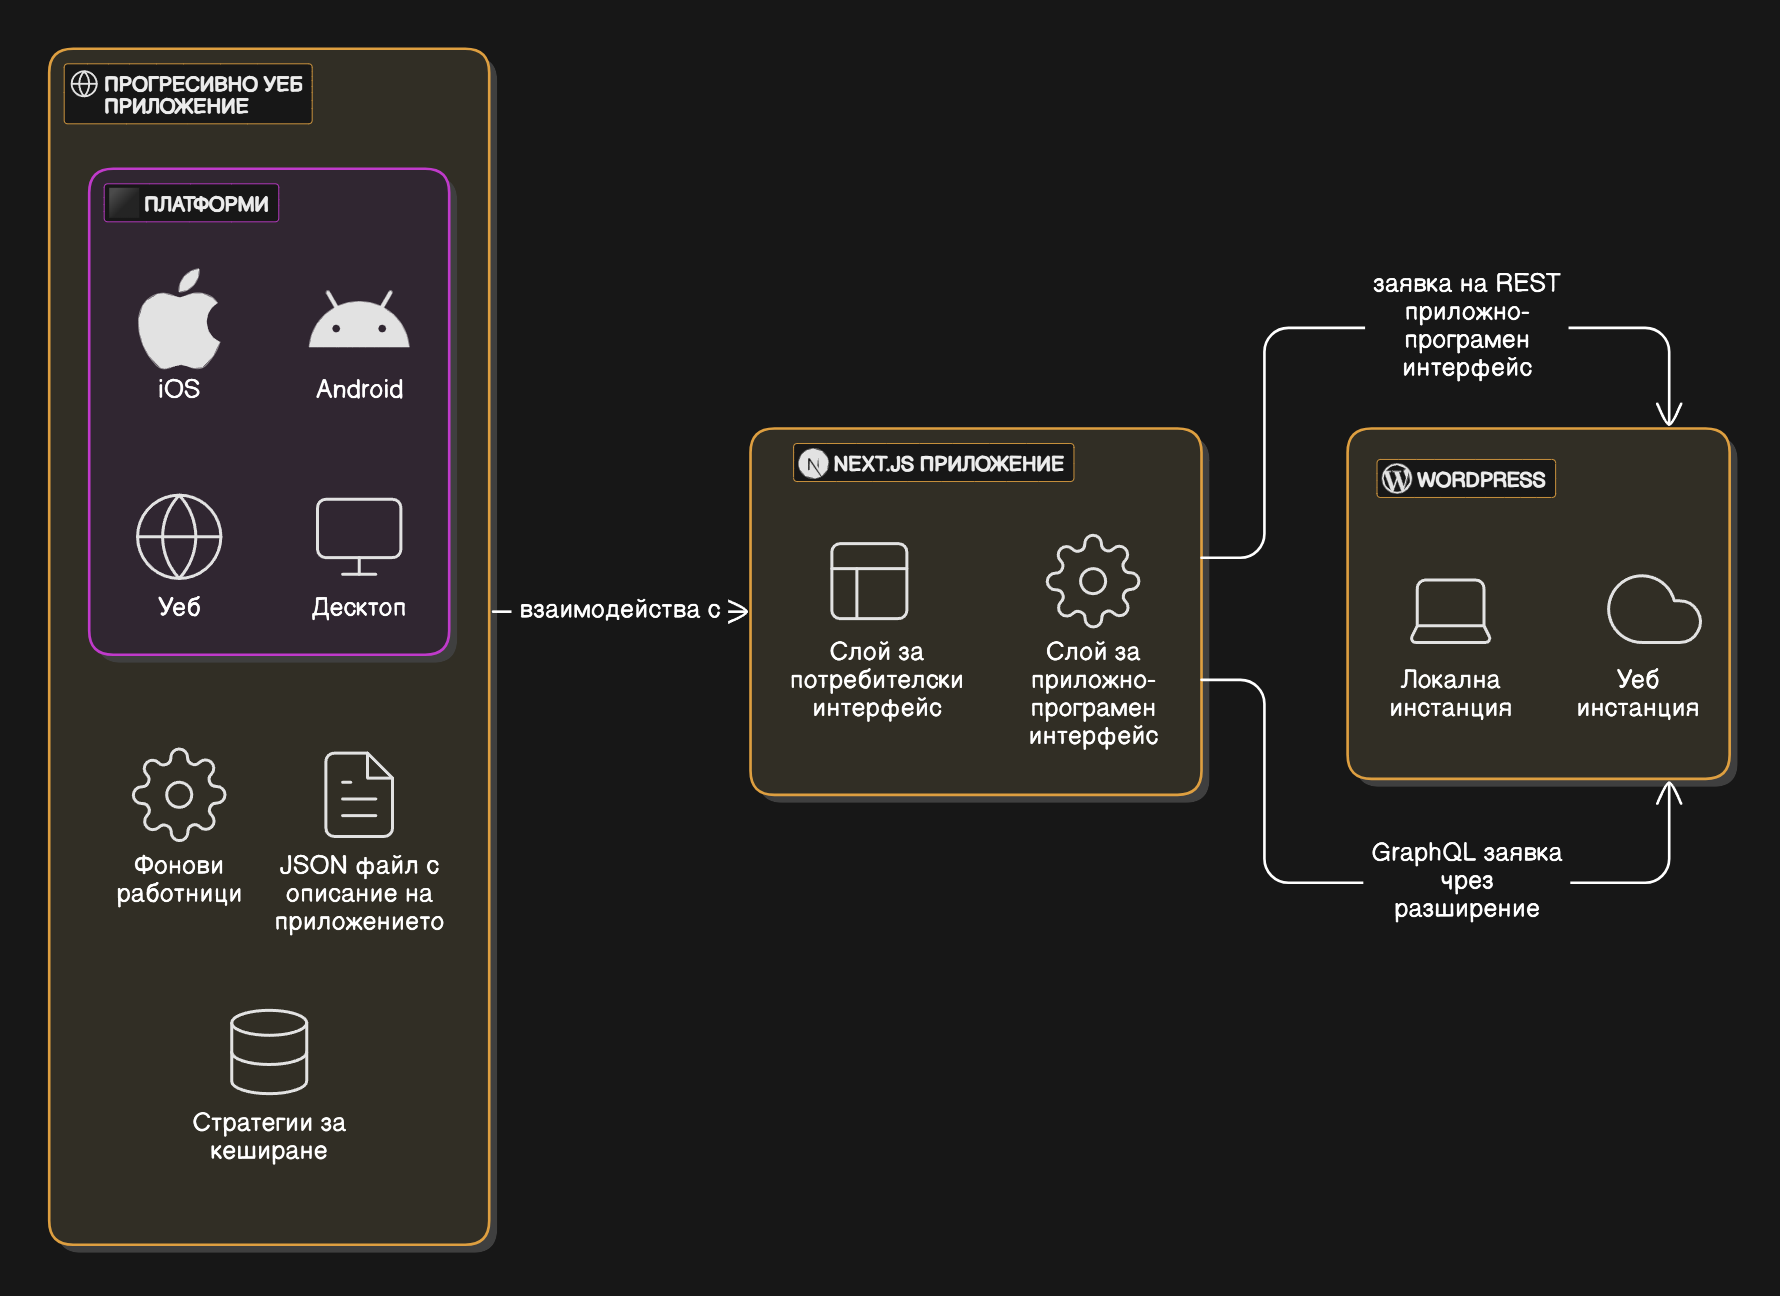 ПРОГРЕСИВНО УЕБ
ПРИЛОЖЕНИЕ
ПЛАТФОРМИ
iOS
Android
Уеб
Десктоп
Фонови
работници
JSON файл с
описание на
приложението
Стратегии за
кеширане
взаимодейства с
NEXT.JS ПРИЛОЖЕНИЕ
Слой за
потребителски
интерфейс
Слой за
приложно-
програмен
интерфейс
заявка на REST
приложно-
програмен
интерфейс
WORDPRESS
Локална
инстанция
Уеб
инстанция
GraphQL заявка
чрез
разширение